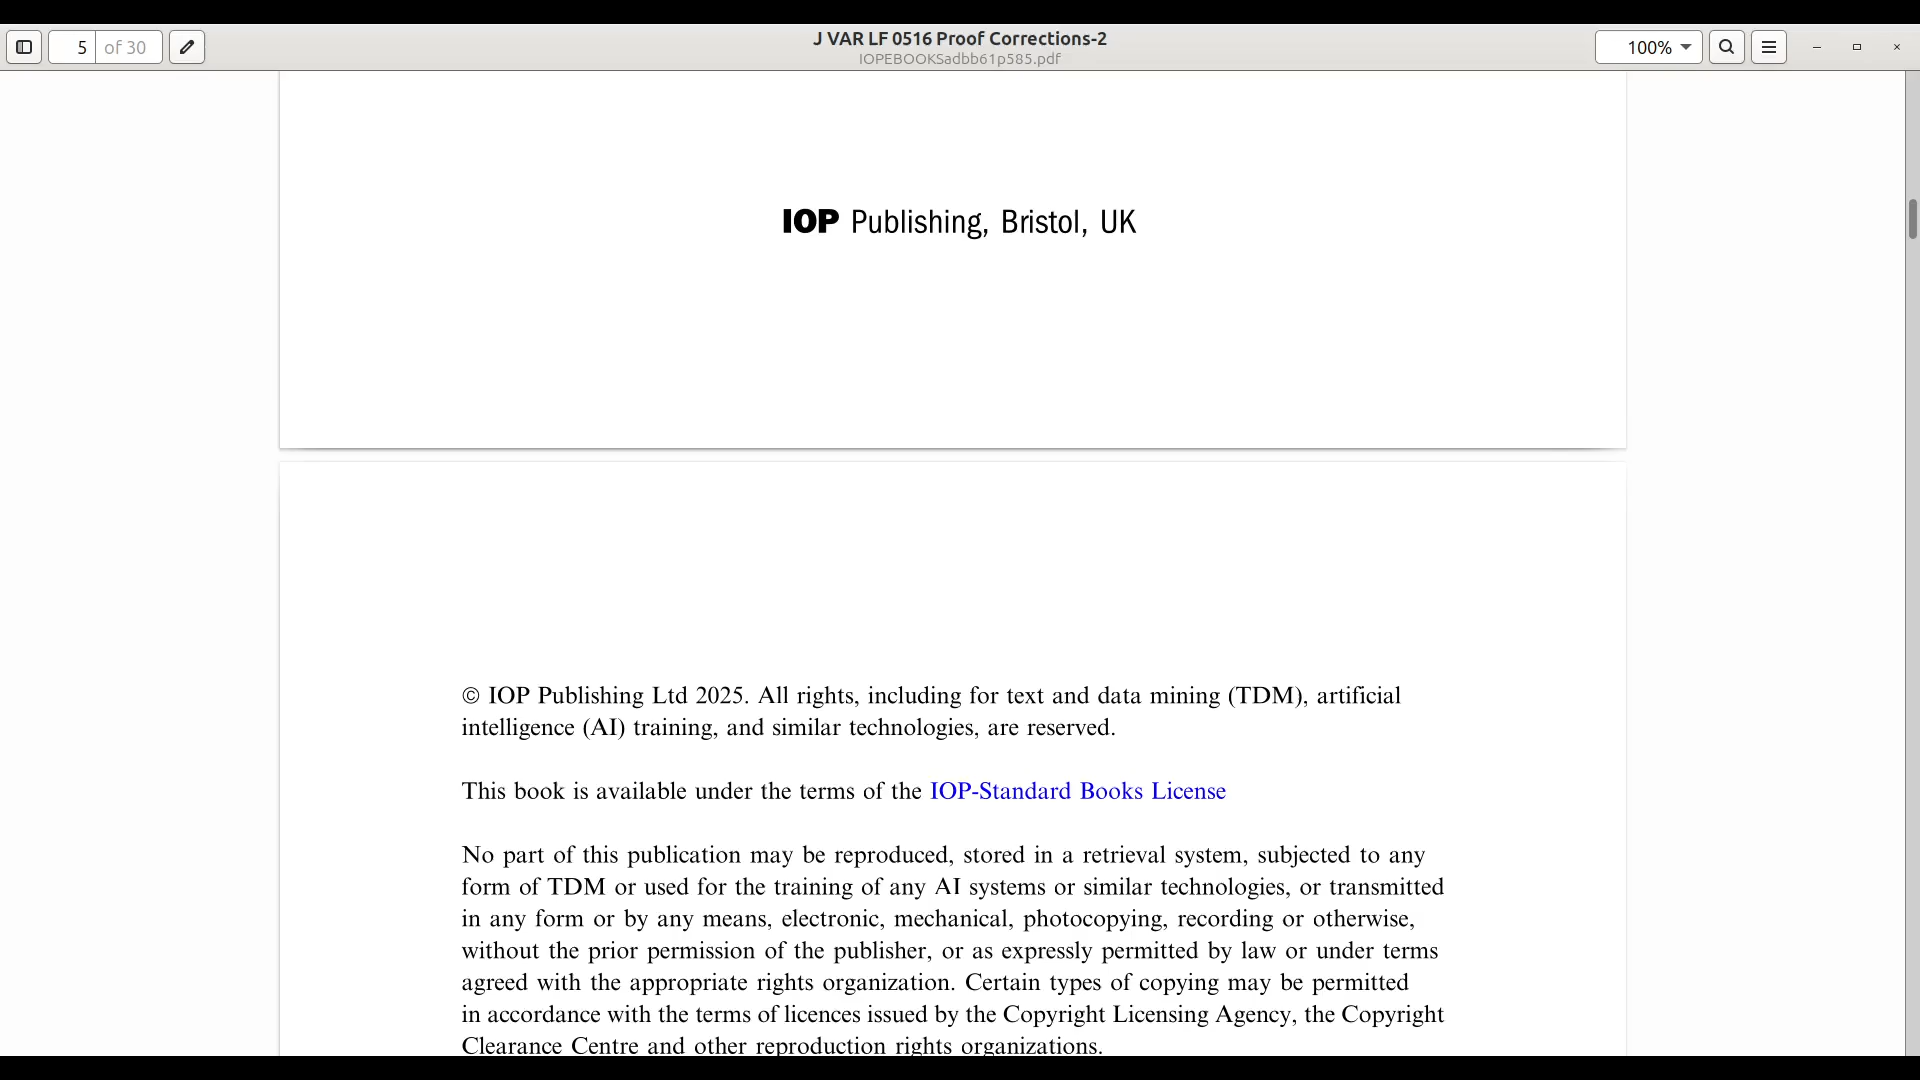 5 of 30
J VAR LF 0516 Proof Corrections-2
IOPEBOOKSadbb61p585.pdf
100%
IOP Publishing, Bristol, UK
© IOP Publishing Ltd 2025. All rights, including for text and data mining (TDM), artificial
intelligence (AI) training, and similar technologies, are reserved.
This book is available under the terms of the IOP-Standard Books License
No part of this publication may be reproduced, stored in a retrieval system, subjected to any
form of TDM or used for the training of any AI systems or similar technologies, or transmitted
in any form or by any means, electronic, mechanical, photocopying, recording or otherwise,
without the prior permission of the publisher, or as expressly permitted by law or under terms
agreed with the appropriate rights organization. Certain types of copying may be permitted
in accordance with the terms of licences issued by the Copyright Licensing Agency, the Copyright
Clearance Centre and other reproduction rights organizations.